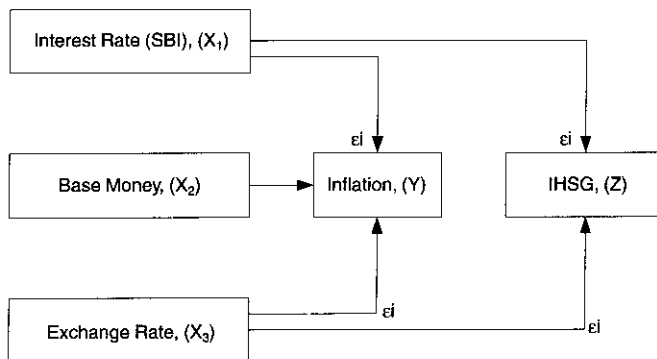 Interest Rate (SBI), (X₁)
εi
εi
Base Money, (X₂)
Inflation, (Y)
IHSG, (Z)
εi
εi
Exchange Rate, (X₃)